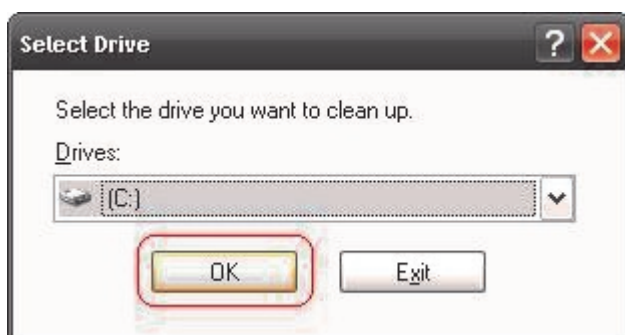 Select Drive
Select the drive you want to clean up.
Drives:
(C:)
OK
Exit